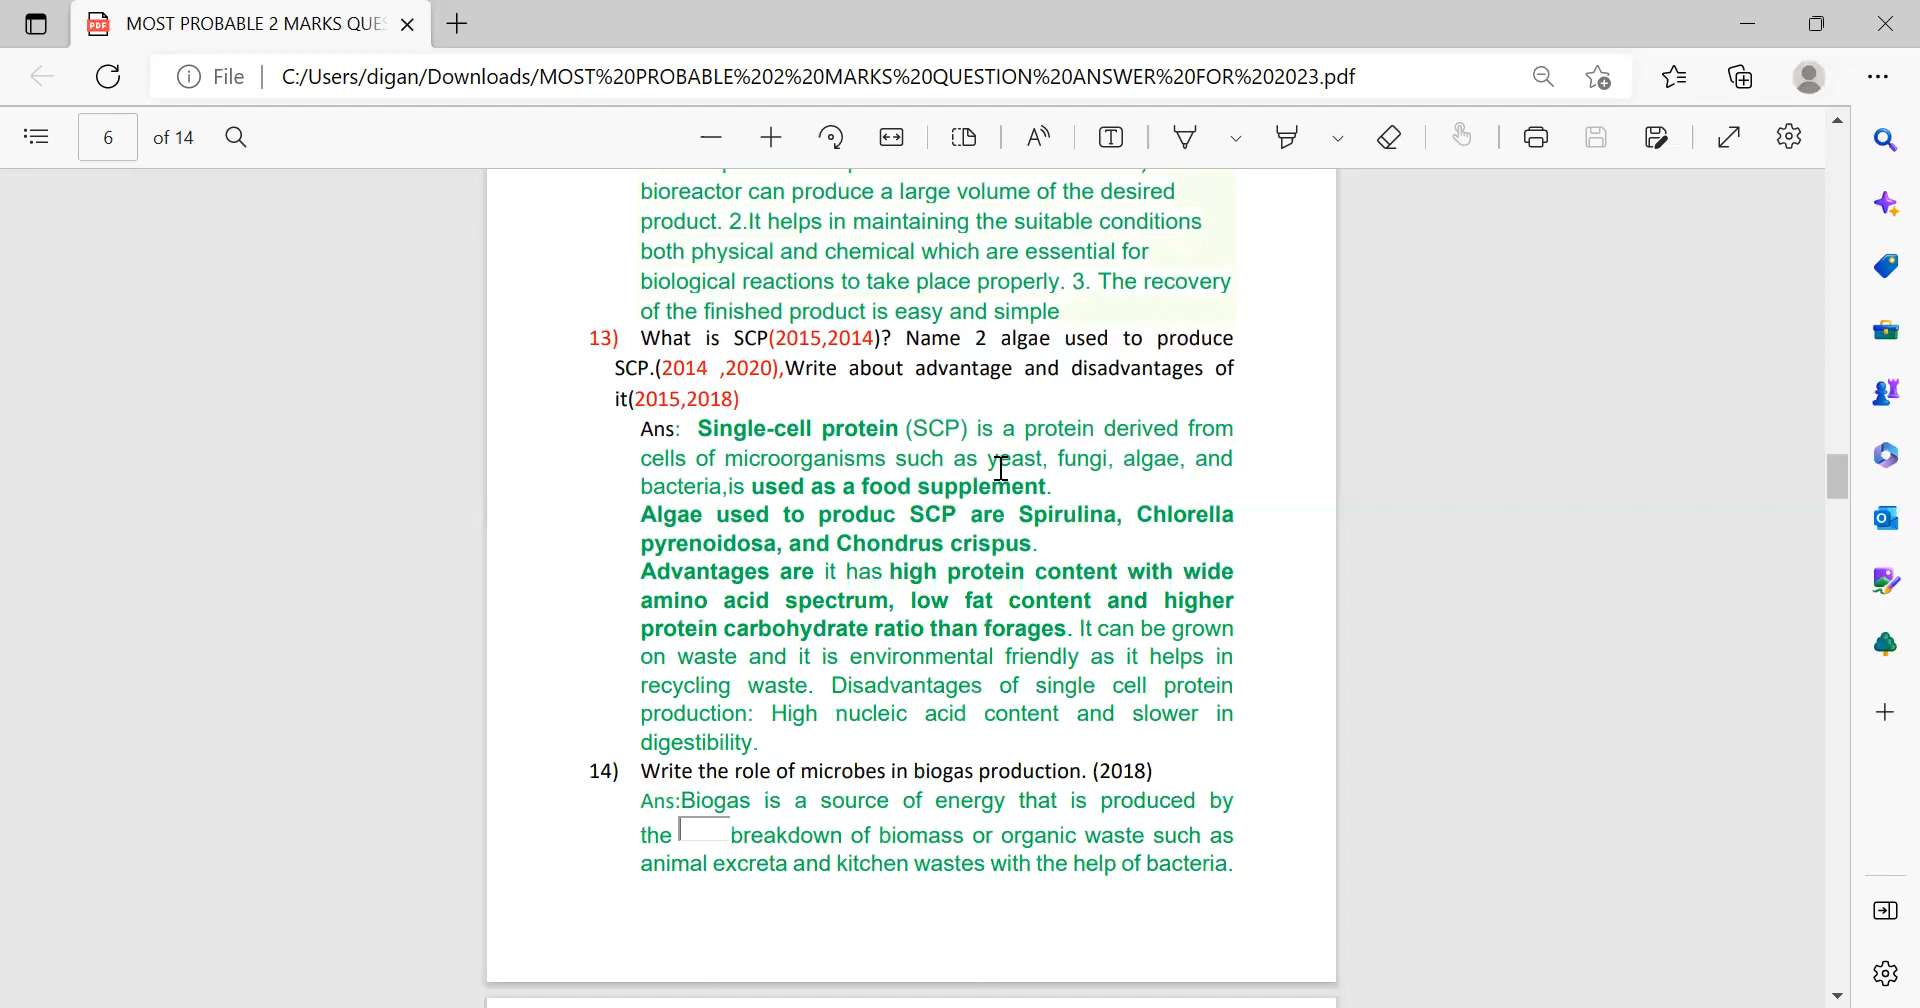 MOST PROBABLE 2 MARKS QUES
File
C:/Users/digan/Downloads/MOST%20PROBABLE%202%20MARKS%20QUESTION%20ANSWER%20FOR%202023.pdf
6 of 14
bioreactor can produce a large volume of the desired
product. 2.It helps in maintaining the suitable conditions
both physical and chemical which are essential for
biological reactions to take place properly. 3. The recovery
of the finished product is easy and simple
13) What is SCP(2015,2014)? Name 2 algae used to produce
SCP.(2014 ,2020),Write about advantage and disadvantages of
it(2015,2018)
Ans: Single-cell protein (SCP) is a protein derived from
cells of microorganisms such as yeast, fungi, algae, and
bacteria,is used as a food supplement.
Algae used to produc SCP are Spirulina, Chlorella
pyrenoidosa, and Chondrus crispus.
Advantages are it has high protein content with wide
amino acid spectrum, low fat content and higher
protein carbohydrate ratio than forages. It can be grown
on waste and it is environmental friendly as it helps in
recycling waste. Disadvantages of single cell protein
production: High nucleic acid content and slower in
digestibility.
14) Write the role of microbes in biogas production. (2018)
Ans:Biogas is a source of energy that is produced by
the breakdown of biomass or organic waste such as
animal excreta and kitchen wastes with the help of bacteria.